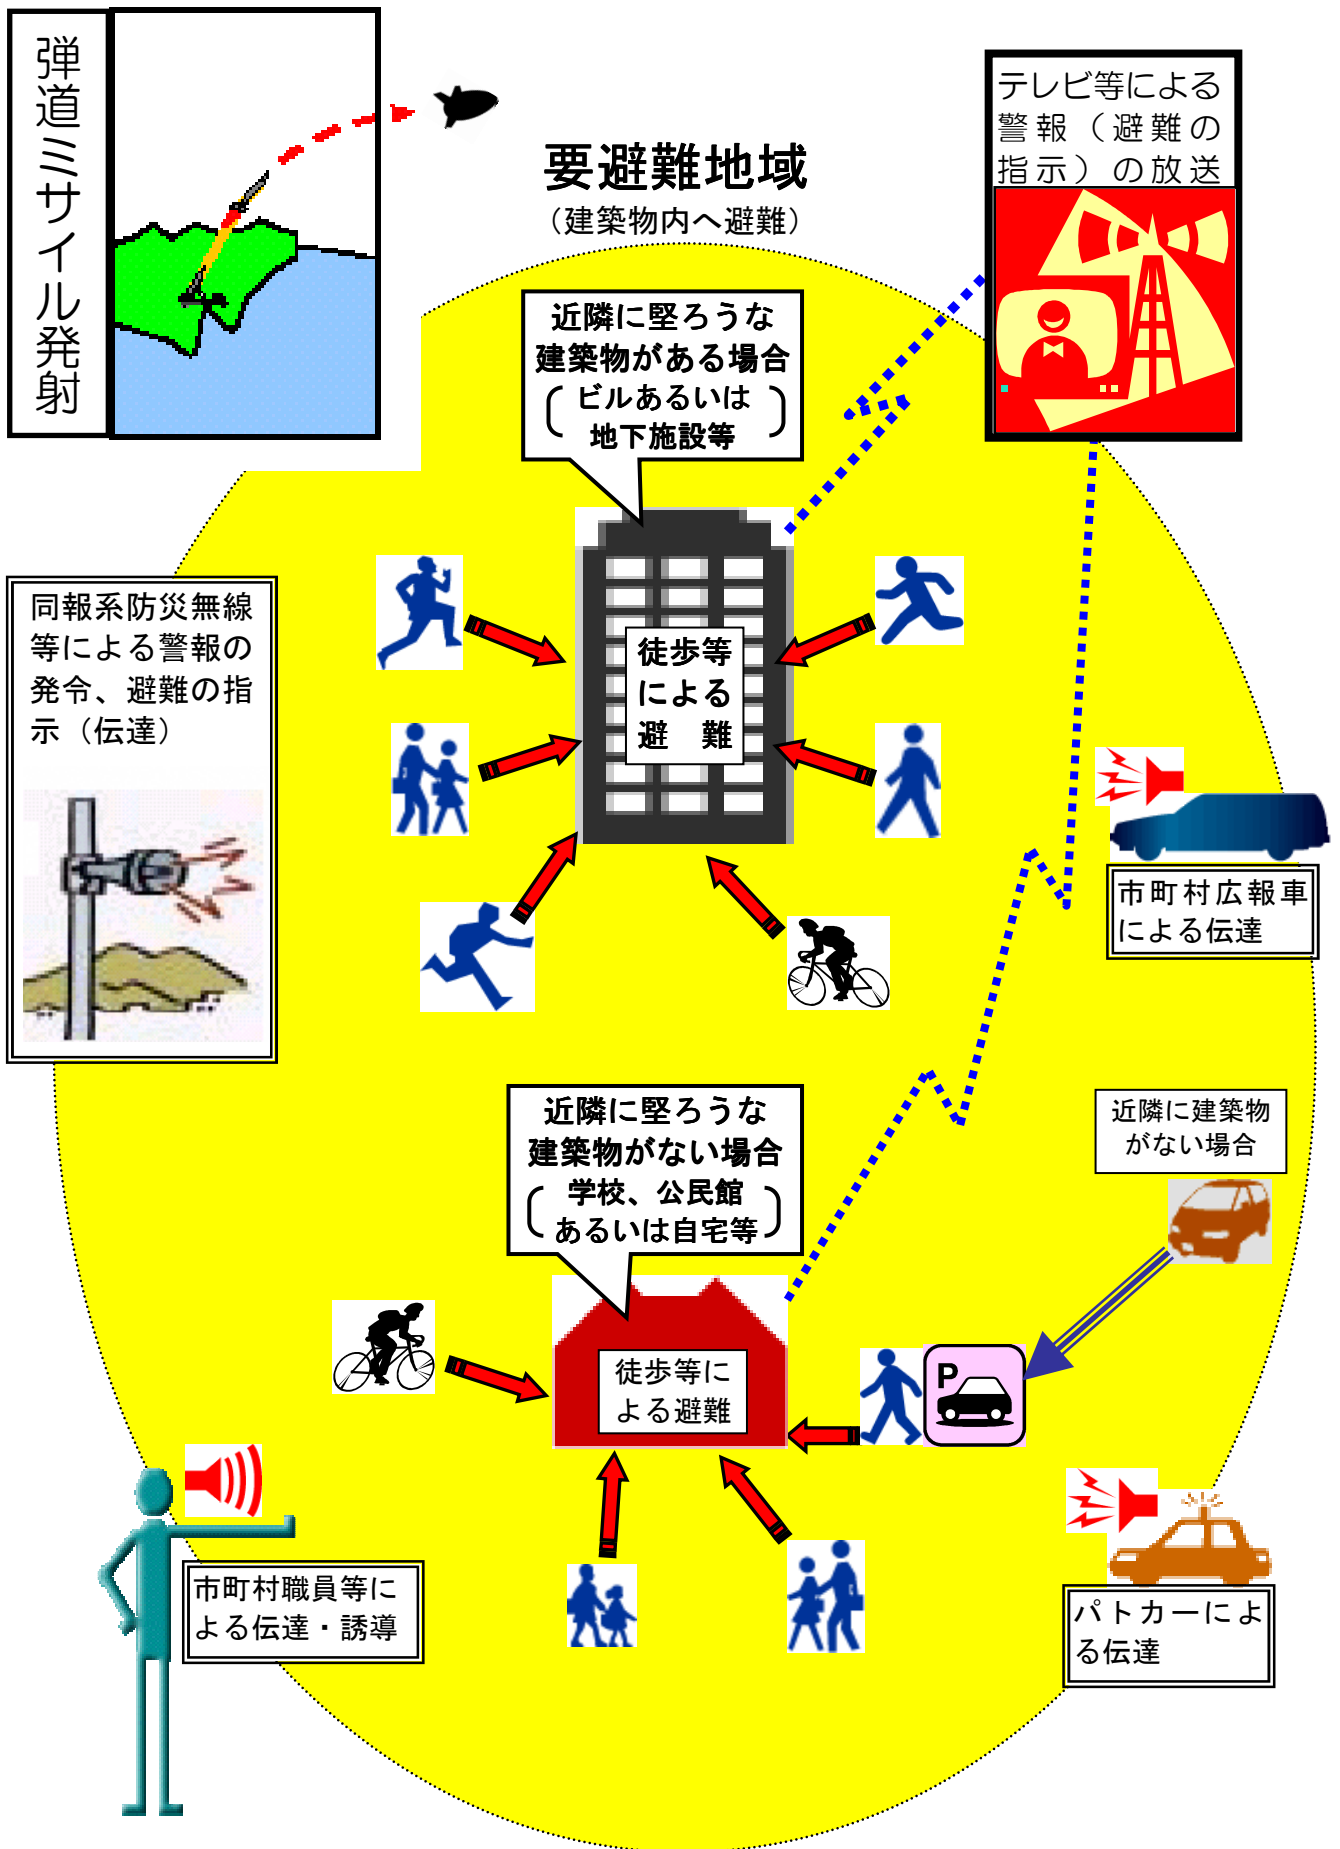 弾道ミサイル発射
テレビ等による
警報（避難の
指示）の放送
要避難地域
（建築物内へ避難）
近隣に堅ろうな
建築物がある場合
ビルあるいは
地下施設等
同報系防災無線
等による警報の
発令、避難の指
示（伝達）
徒歩等
による
避　難
市町村広報車
による伝達
近隣に堅ろうな
建築物がない場合
学校、公民館
あるいは自宅等
近隣に建築物
がない場合
徒歩等に
よる避難
P
市町村職員等に
よる伝達・誘導
パトカーによ
る伝達